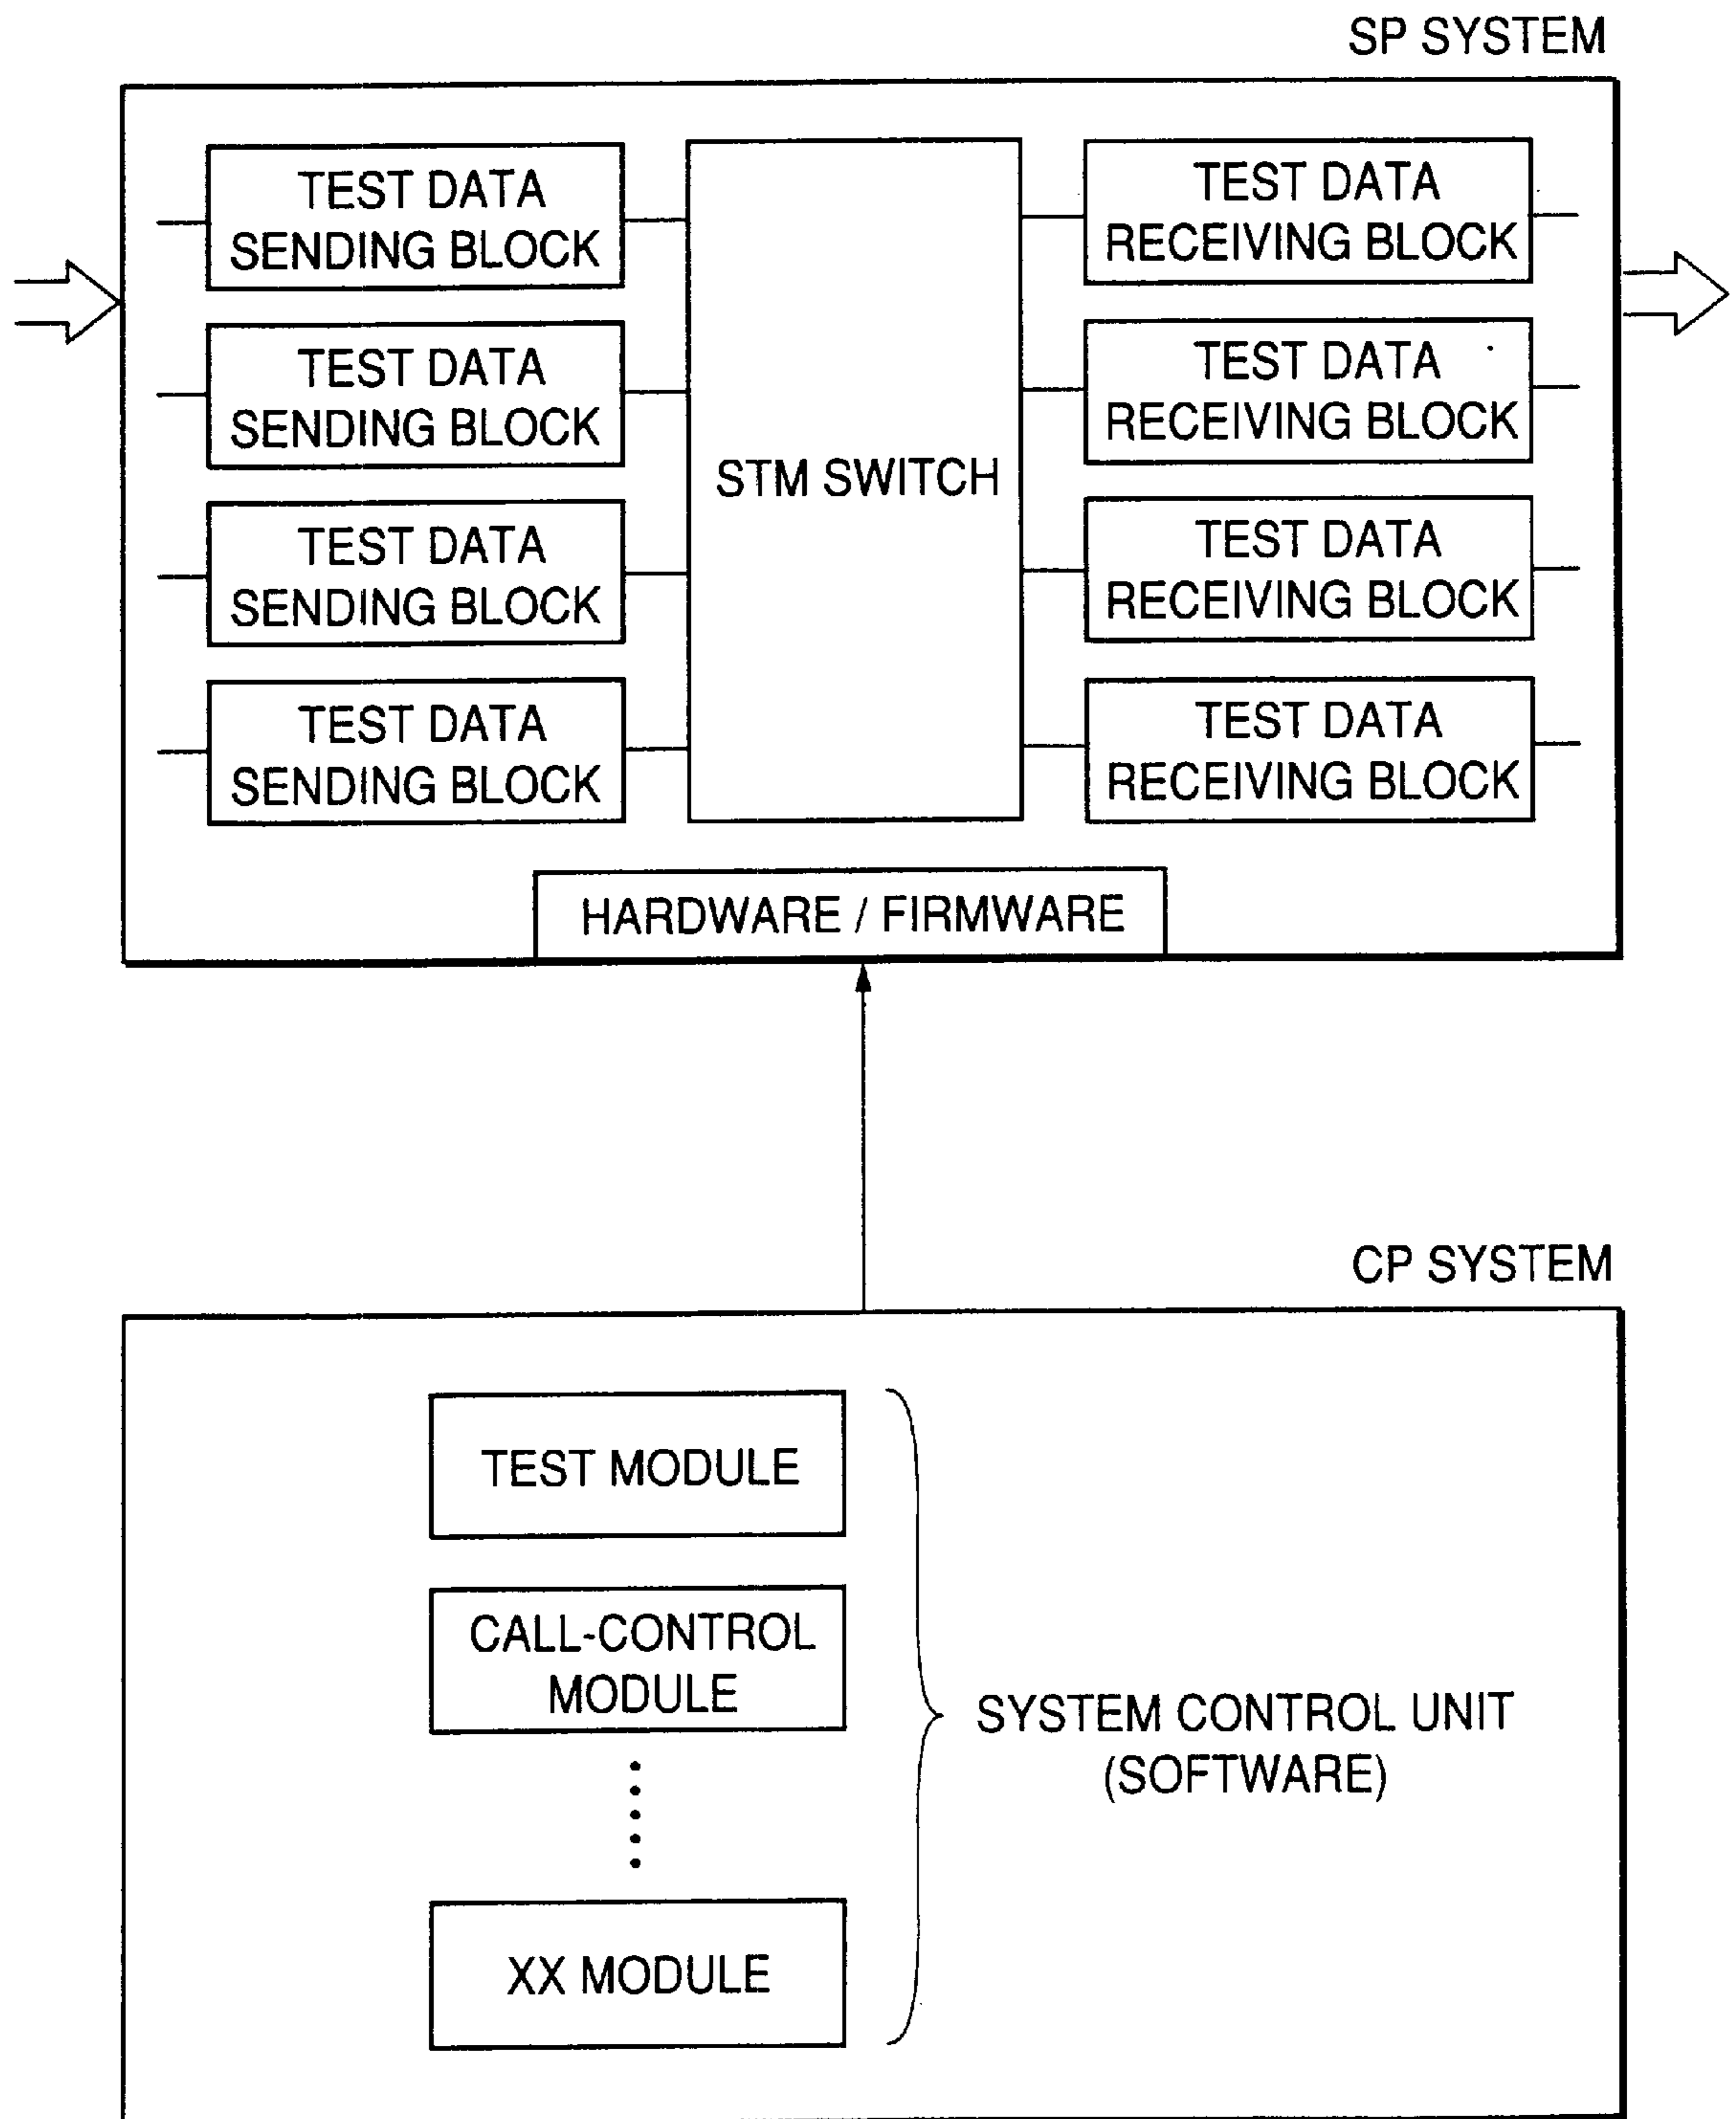 SP SYSTEM
TEST DATA
SENDING BLOCK
TEST DATA
SENDING BLOCK
TEST DATA
SENDING BLOCK
TEST DATA
SENDING BLOCK
STM SWITCH
TEST DATA
RECEIVING BLOCK
TEST DATA
RECEIVING BLOCK
TEST DATA
RECEIVING BLOCK
TEST DATA
RECEIVING BLOCK
HARDWARE / FIRMWARE
CP SYSTEM
TEST MODULE
CALL-CONTROL
MODULE
XX MODULE
SYSTEM CONTROL UNIT
(SOFTWARE)